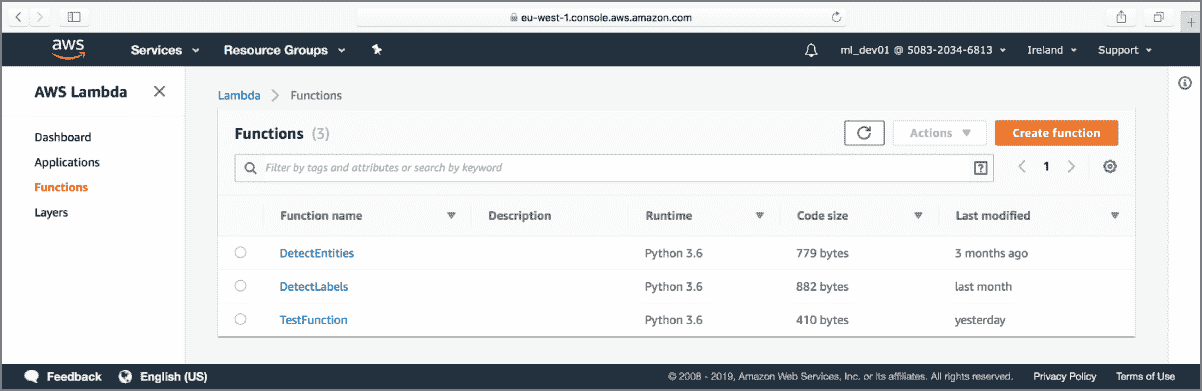 eu-west-1.console.aws.amazon.com
aws Services Resource Groups ml_dev01 @ 5083-2034-6813 Ireland Support
AWS Lambda
Dashboard
Applications
Functions
Layers
Lambda > Functions
Functions (3) Actions Create function
Filter by tags and attributes or search by keyword ? < 1 >
Function name Description Runtime Code size Last modified
DetectEntities Python 3.6 779 bytes 3 months ago
DetectLabels Python 3.6 882 bytes last month
TestFunction Python 3.6 410 bytes yesterday
Feedback English (US) © 2008 - 2019, Amazon Web Services, Inc. or its affiliates. All rights reserved. Privacy Policy Terms of Use